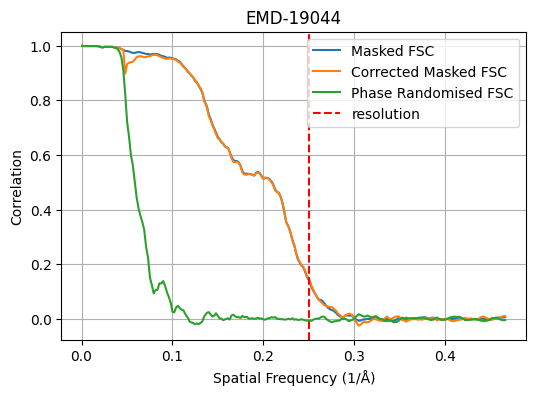 EMD-19044
Masked FSC
Corrected Masked FSC
Phase Randomised FSC
resolution
Correlation
1.0
0.8
0.6
0.4
0.2
0.0
0.0 0.1 0.2 0.3 0.4
Spatial Frequency (1/Å)